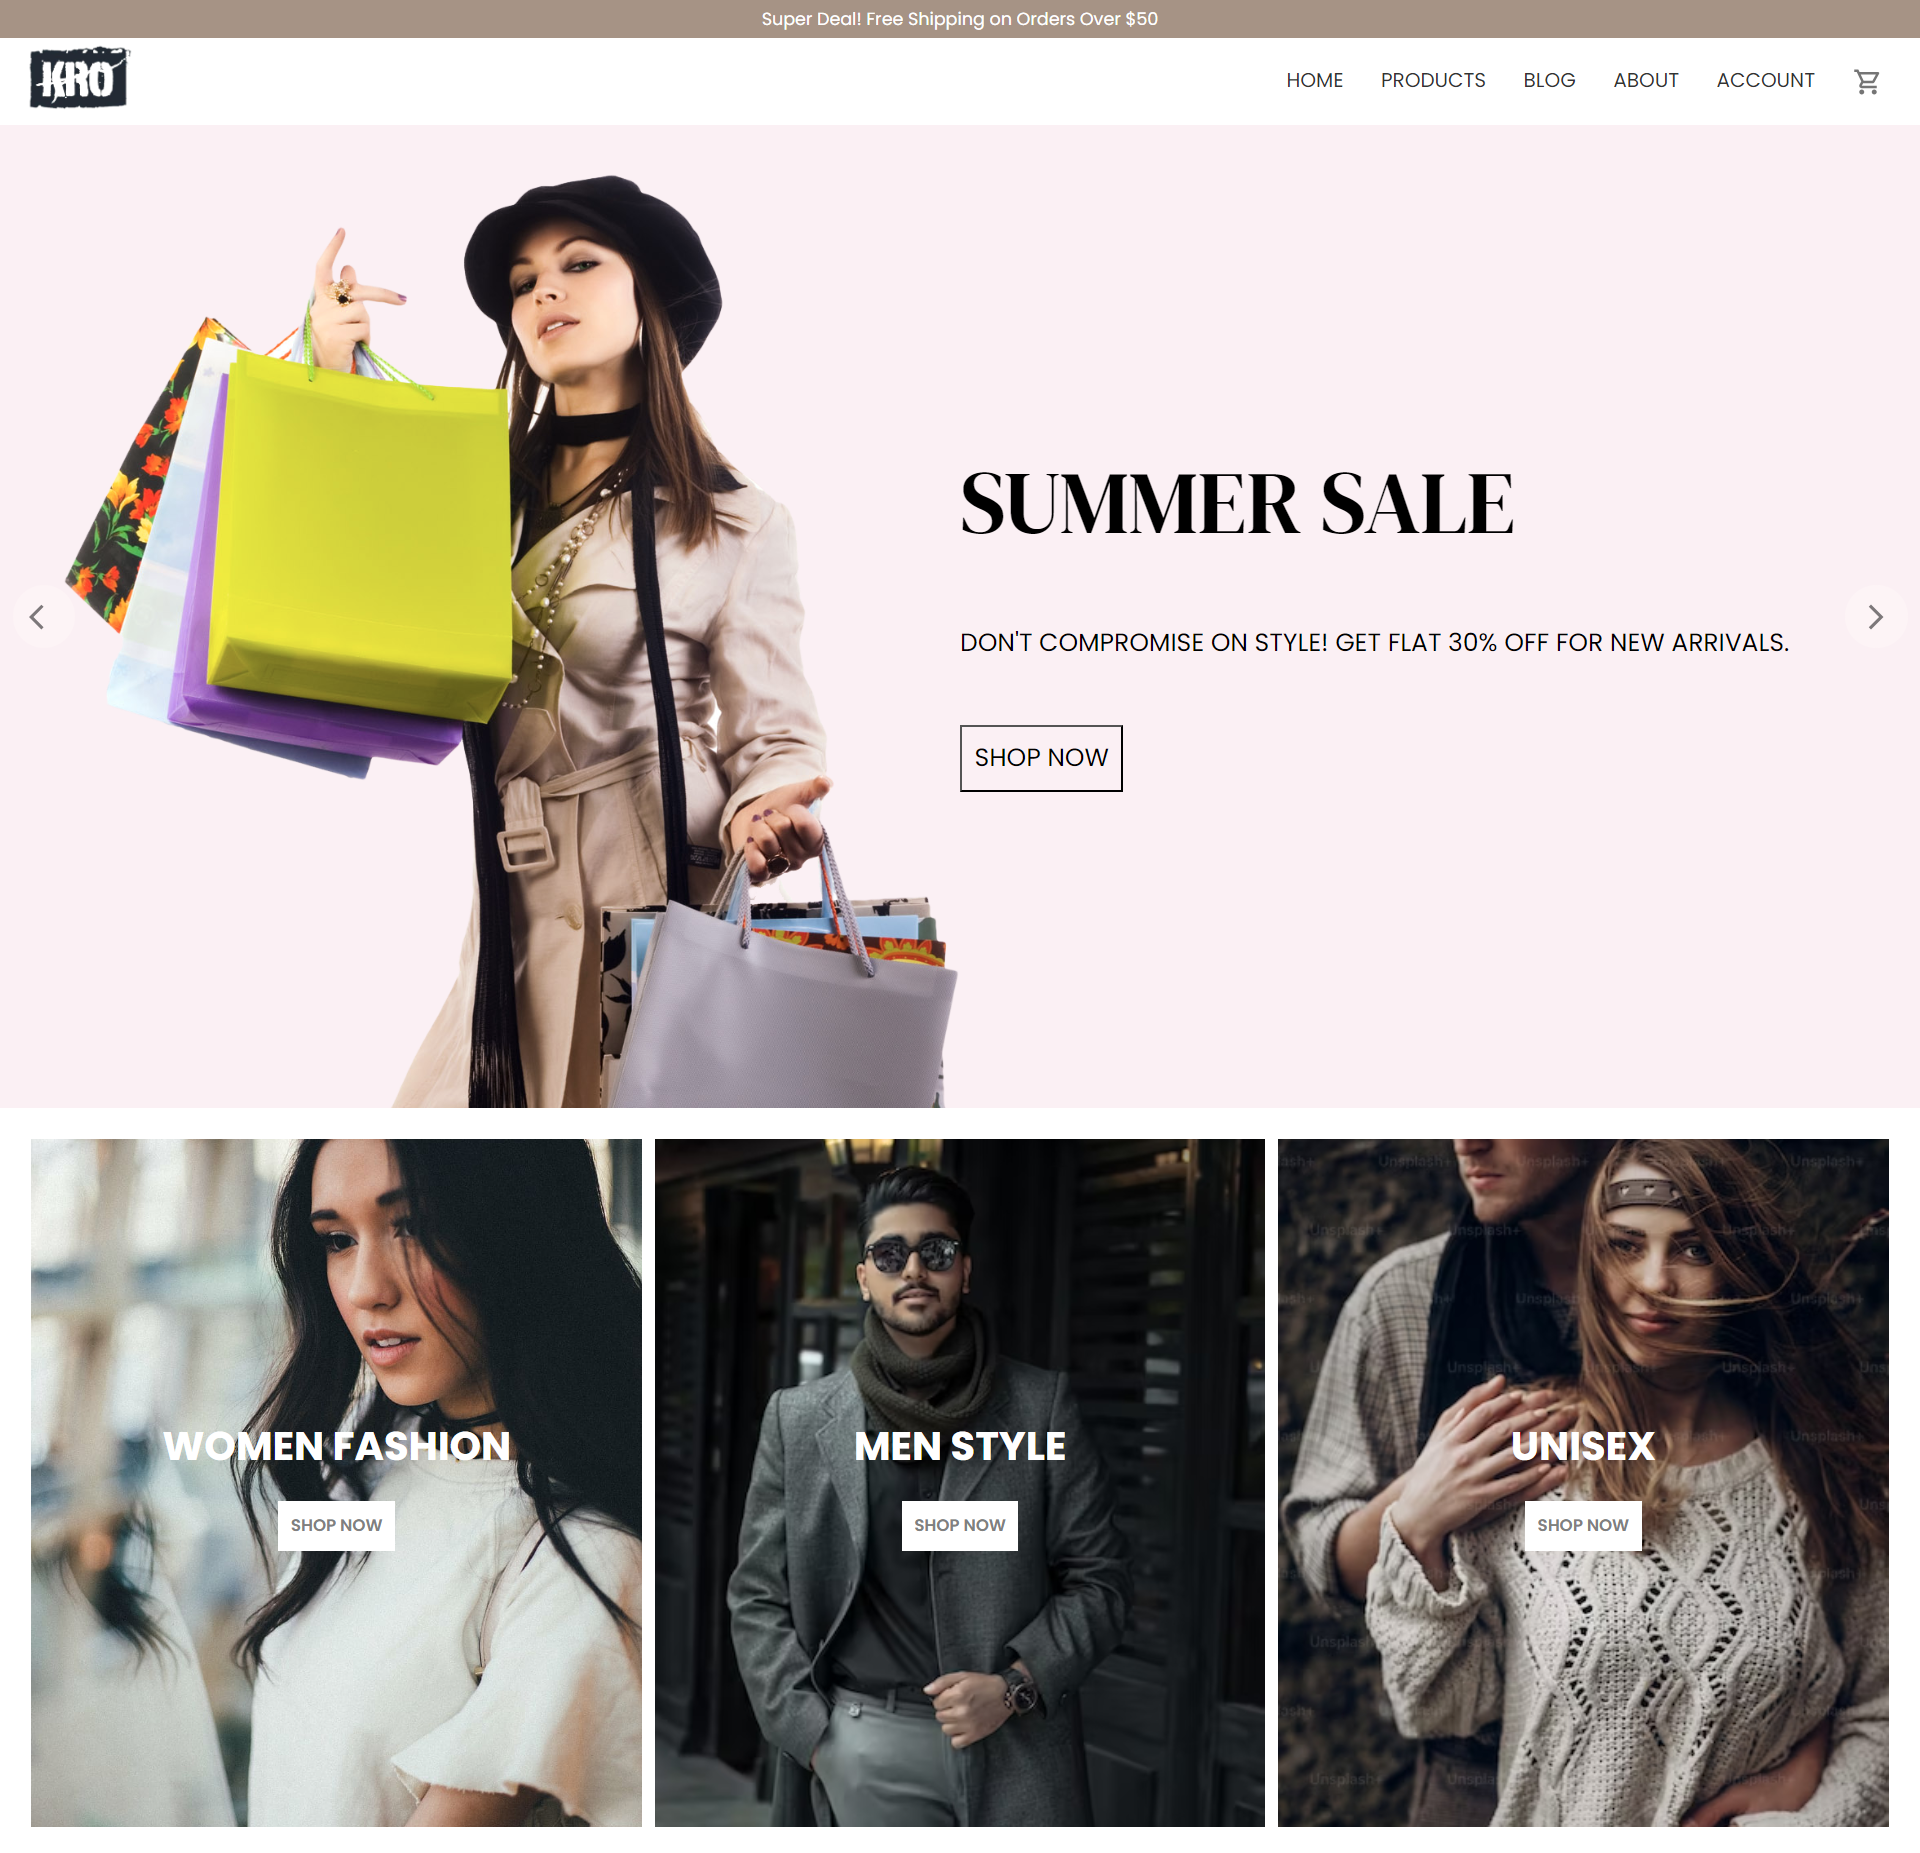 Super Deal! Free Shipping on Orders Over $50
KRO
HOME PRODUCTS BLOG ABOUT ACCOUNT
SUMMER SALE
DON'T COMPROMISE ON STYLE! GET FLAT 30% OFF FOR NEW ARRIVALS.
SHOP NOW
WOMEN FASHION
SHOP NOW
MEN STYLE
SHOP NOW
Unsplash+
UNISEX
SHOP NOW